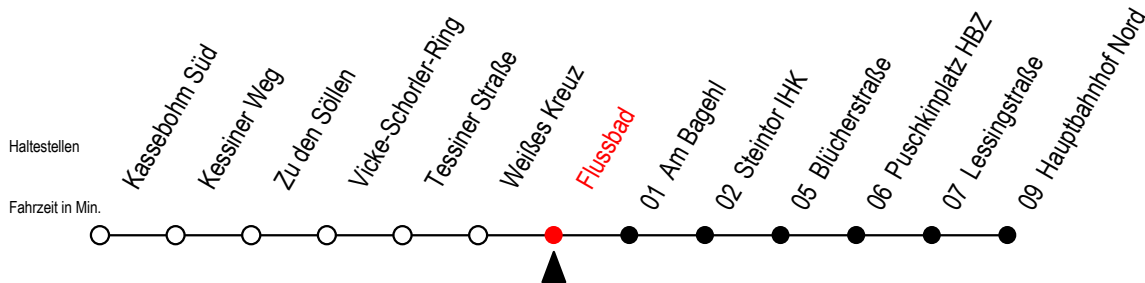 Haltestellen
Fahrzeit in Min.
Kassebohm Süd
Kessiner Weg
Zu den Söllen
Vicke-Schorler-Ring
Tessiner Straße
Weißes Kreuz
Flussbad
01 Am Bagehl
02 Steintor IHK
05 Blücherstraße
06 Puschkinplatz HBZ
07 Lessingstraße
09 Hauptbahnhof Nord